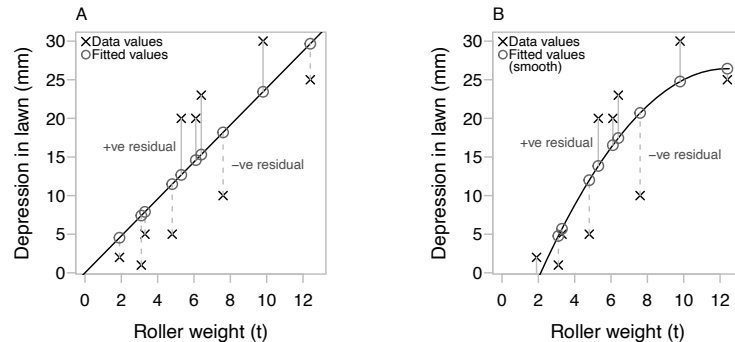 A
Depression in lawn (mm)
30
25
20
15
10
5
0
× Data values
○ Fitted values
+ve residual
−ve residual
0 2 4 6 8 10 12
Roller weight (t)
B
Depression in lawn (mm)
30
25
20
15
10
5
0
× Data values
○ Fitted values
(smooth)
+ve residual
−ve residual
0 2 4 6 8 10 12
Roller weight (t)